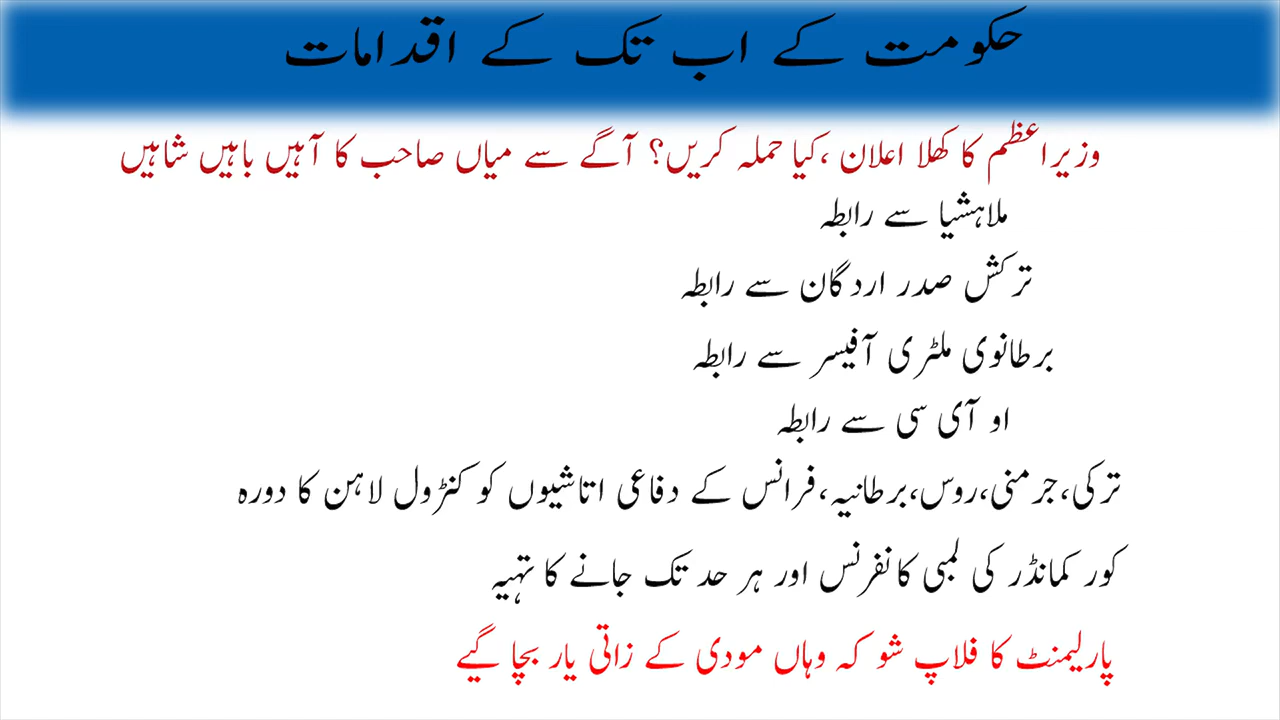 حکومت کے اب تک کے اقدامات
وزیراعظم کا کھلا اعلان ،کیا حملہ کریں؟ آگے سے میاں صاحب کا آہیں باہیں شاہیں
ملاہشیا سے رابطہ
ترکش صدر اردگان سے رابطہ
برطانوی ملٹری آفیسر سے رابطہ
او آئی سی سے رابطہ
ترکی،جرمنی،روس،برطانیہ،فرانس کے دفاعی اتاشیوں کو کنڑول لاہن کا دورہ
کور کمانڈر کی لمبی کانفرنس اور ہر حد تک جانے کا تہیہ
پارلیمنٹ کا فلاپ شو کہ وہاں مودی کے زاتی یار بچا گیے